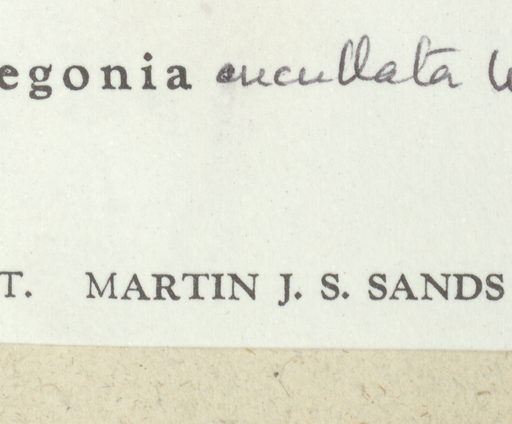 egonia cucullata W
T. MARTIN J. S. SANDS